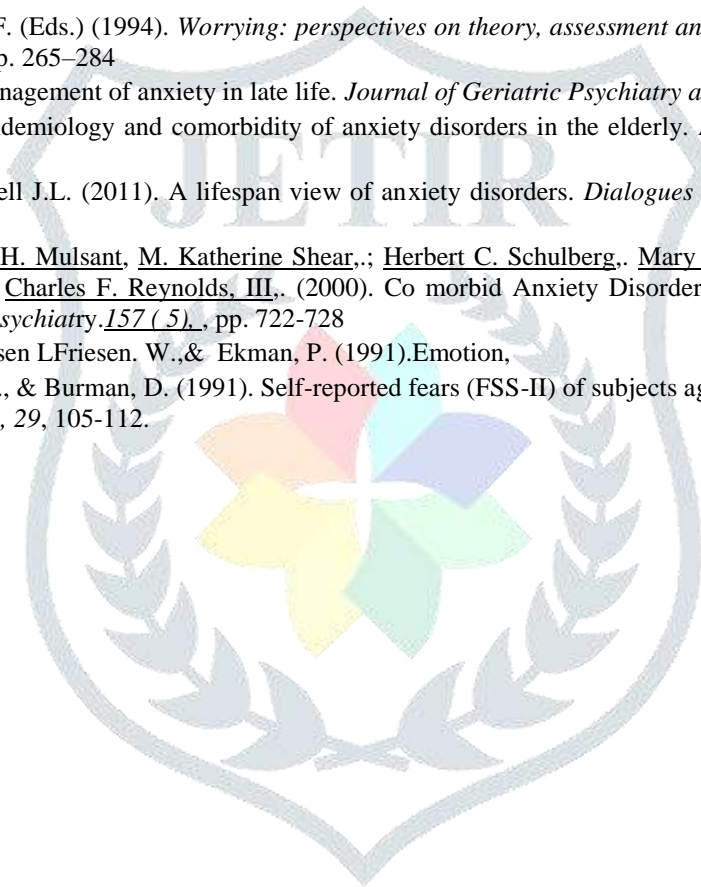 F. (Eds.) (1994). Worrying: perspectives on theory, assessment an
p. 265–284
nagement of anxiety in late life. Journal of Geriatric Psychiatry a
idemiology and comorbidity of anxiety disorders in the elderly.
JETIR
ell J.L. (2011). A lifespan view of anxiety disorders. Dialogues
H. Mulsant, M. Katherine Shear,.; Herbert C. Schulberg,. Mary
Charles F. Reynolds, III,. (2000). Co morbid Anxiety Disorder
sychiatry.157 ( 5), , pp. 722-728
sen LFriesen. W.,& Ekman, P. (1991).Emotion,
., & Burman, D. (1991). Self-reported fears (FSS-II) of subjects ag
, 29, 105-112.